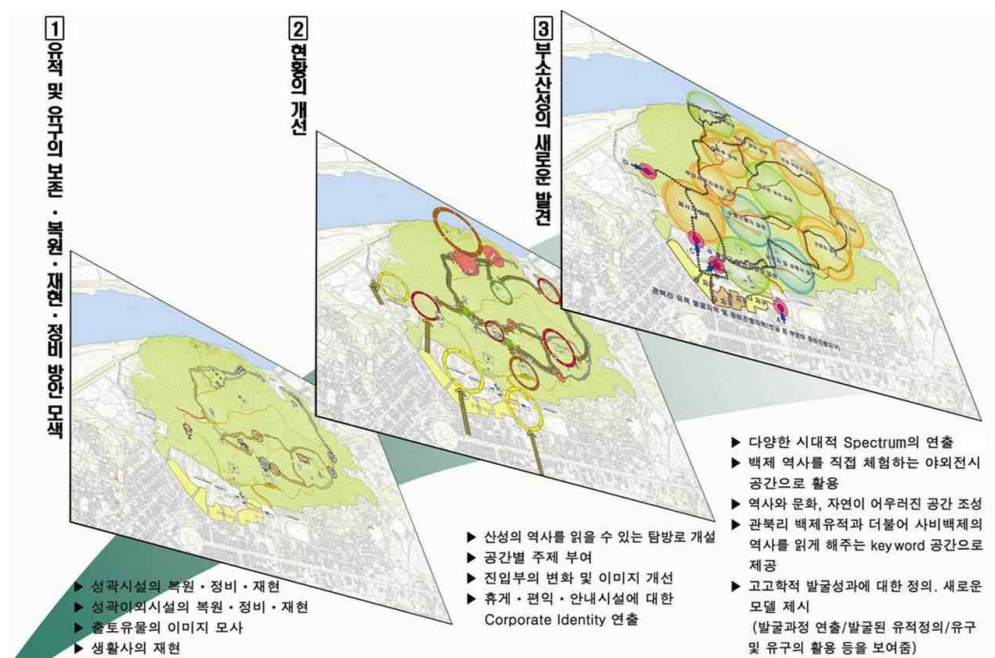 1 유적 및 유구의 보존 · 복원 · 재현 · 정비 방안 모색
2 현황의 개선
3 부소산성의 새로운 발견
▶ 성곽시설의 복원 · 정비 · 재현
▶ 성곽이외시설의 복원 · 정비 · 재현
▶ 출토유물의 이미지 모사
▶ 생활사의 재현
▶ 산성의 역사를 읽을 수 있는 탐방로 개설
▶ 공간별 주제 부여
▶ 진입부의 변화 및 이미지 개선
▶ 휴게 · 편익 · 안내시설에 대한
Corporate Identity 연출
▶ 다양한 시대적 Spectrum의 연출
▶ 백제 역사를 직접 체험하는 야외전시
공간으로 활용
▶ 역사와 문화, 자연이 어우러진 공간 조성
▶ 관북리 백제유적과 더불어 사비백제의
역사를 읽게 해주는 key word 공간으로
제공
▶ 고고학적 발굴성과에 대한 정의. 새로운
모델 제시
(발굴과정 연출/발굴된 유적정의/유구
및 유구의 활용 등을 보여줌)